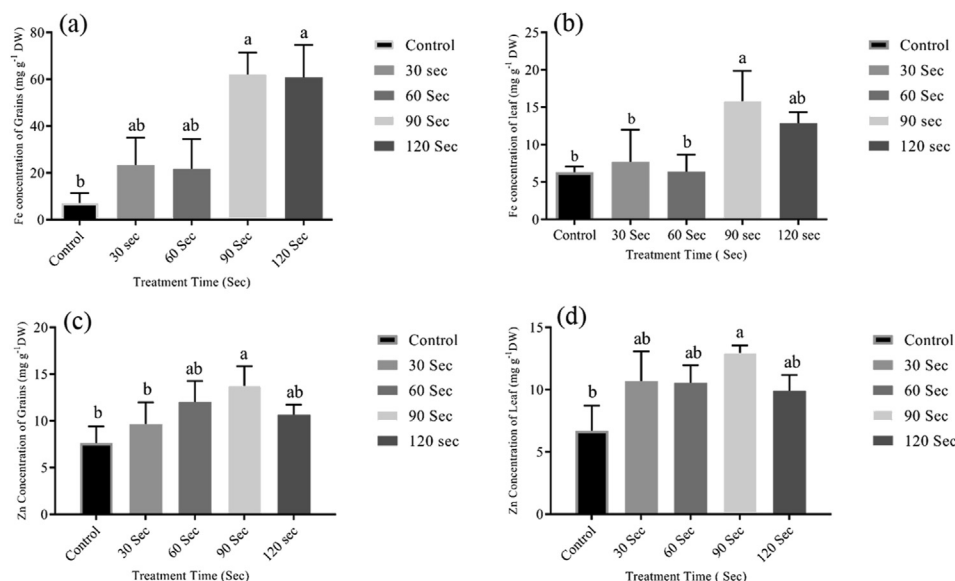 (a)
Fe concentration of Grains (mg g-1 DW)
80
60
40
20
0
b
ab
ab
a
a
Control
30 sec
60 Sec
90 Sec
120 Sec
Treatment Time (Sec)
Control
30 sec
60 Sec
90 Sec
120 Sec
(b)
Fe concentration of leaf (mg g-1 DW)
25
20
15
10
5
0
b
b
b
a
ab
Control
30 Sec
60 Sec
90 sec
120 sec
Treatment Time ( Sec)
Control
30 Sec
60 Sec
90 sec
120 sec
(c)
Zn Concentration of Grains (mg g-1DW)
20
15
10
5
0
b
b
ab
a
ab
Control
30 Sec
60 Sec
90 Sec
120 sec
Treatment Time (Sec)
Control
30 Sec
60 Sec
90 Sec
120 sec
(d)
Zn Concentration of Leaf (mg g-1DW)
15
10
5
0
b
ab
ab
a
ab
Control
30 Sec
60 Sec
90 Sec
120 Sec
Treatment Time ( Sec)
Control
30 Sec
60 Sec
90 Sec
120 Sec